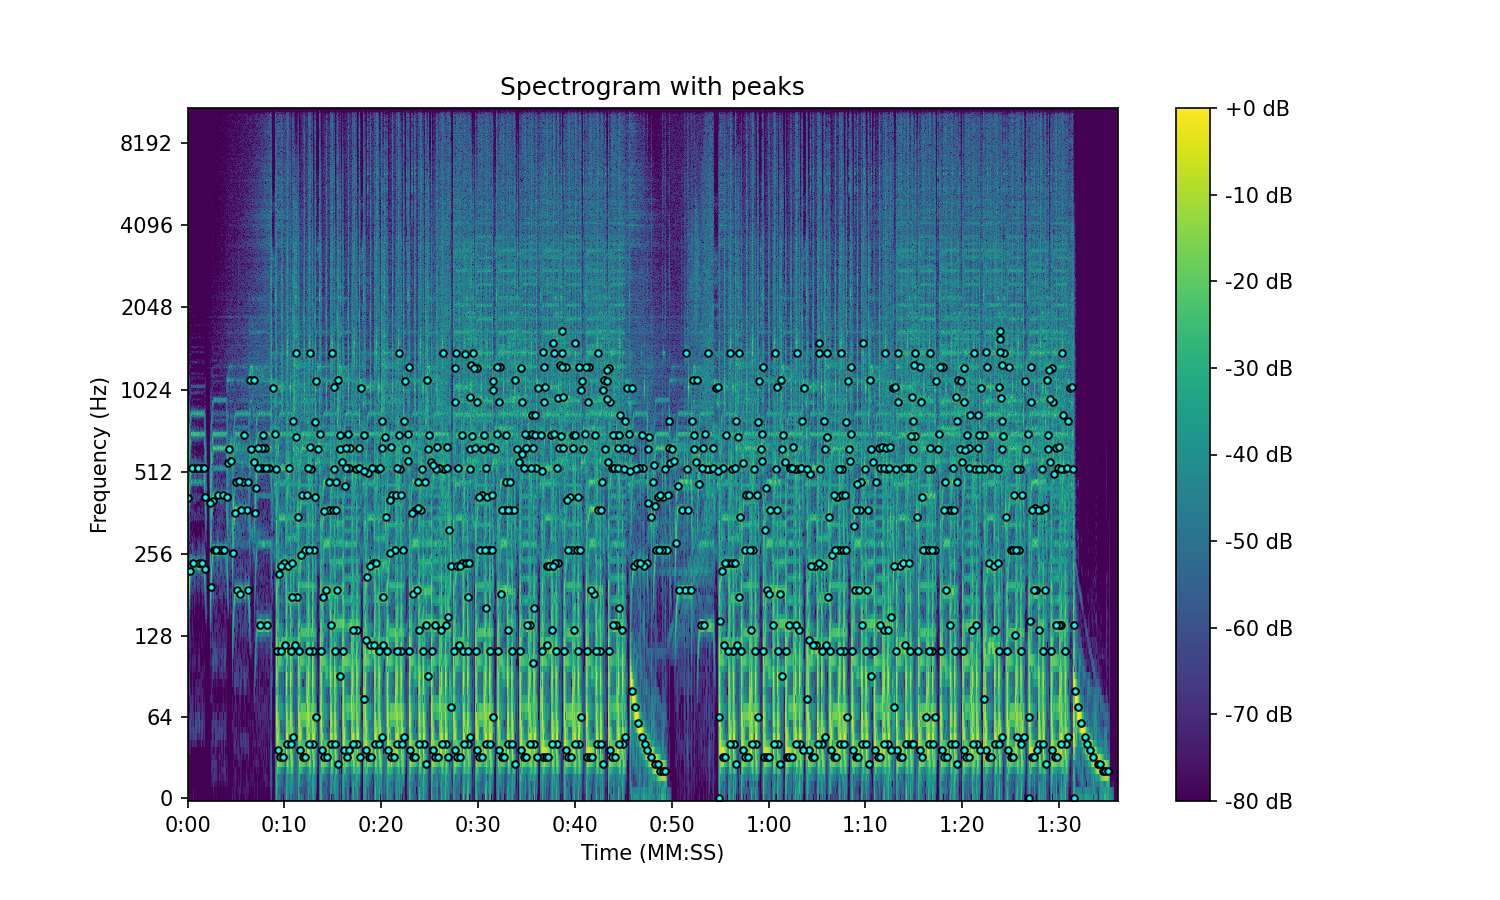 Spectrogram with peaks
8192
4096
2048
1024
512
256
128
64
0
Frequency (Hz)
0:00 0:10 0:20 0:30 0:40 0:50 1:00 1:10 1:20 1:30
Time (MM:SS)
+0 dB
-10 dB
-20 dB
-30 dB
-40 dB
-50 dB
-60 dB
-70 dB
-80 dB